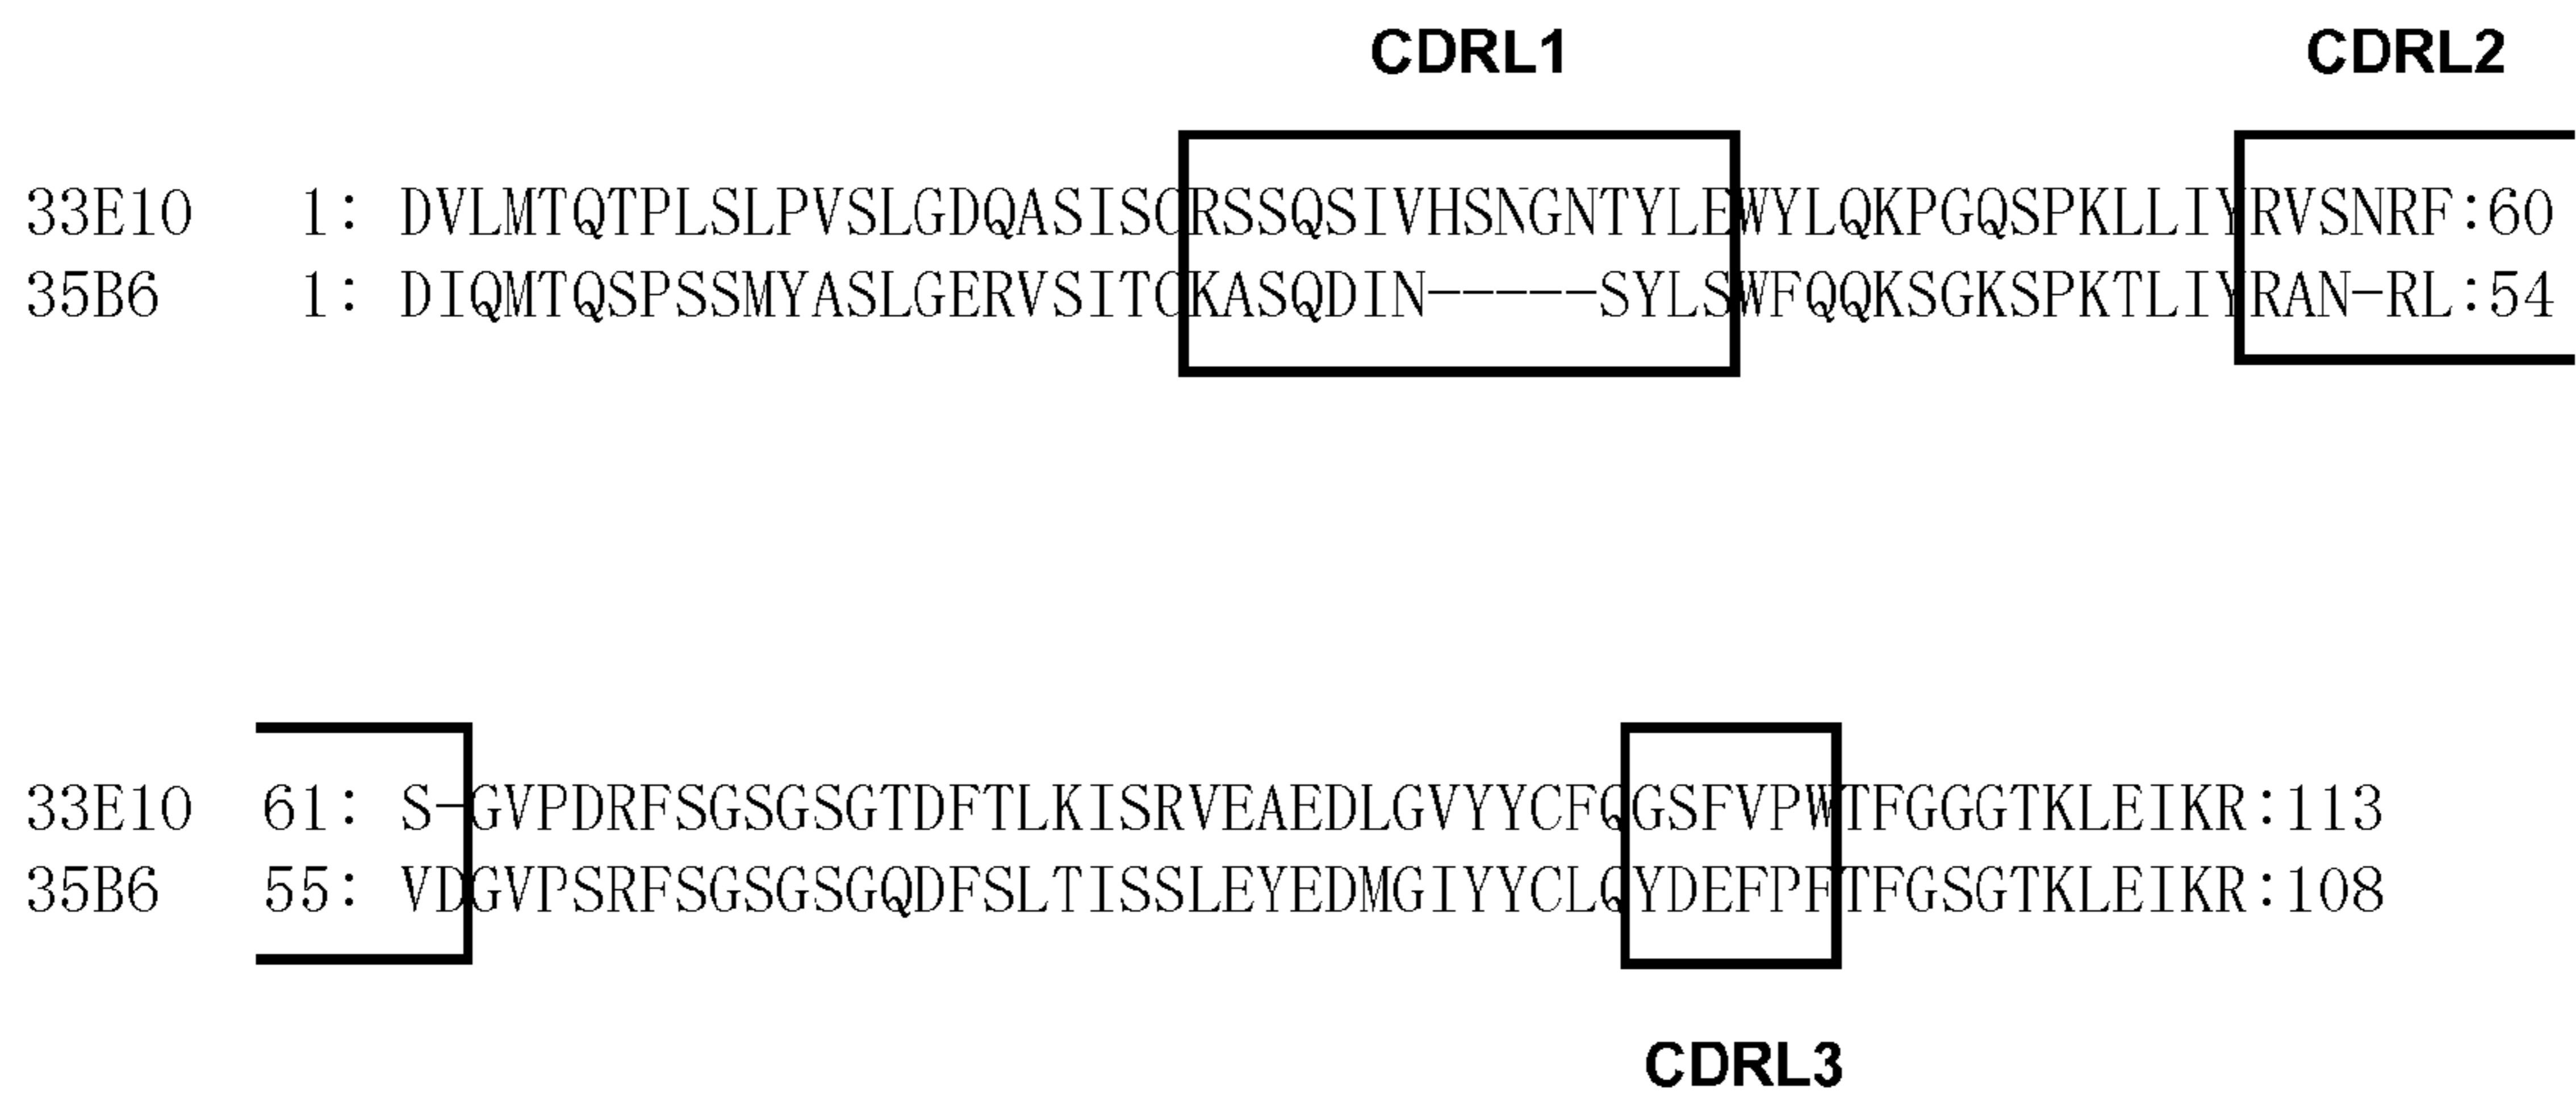 CDRL1 CDRL2
33E10 1: DVLMTQTPLSLPVSLGDQASISCRSSQSIVHSNGNTYLEWYLQKPGQSPKLLIYRVSNRF:60
35B6 1: DIQMTQSPSSMYASLGERVSITCKASQDIN-----SYLSWFQQKSGKSPKTLIYRAN-RL:54
33E10 61: S-GVPDRFSGSGSGTDFTLKISRVEAEDLGVYYCFQGSFVPWTFGGGTKLEIKR:113
35B6 55: VDGVPSRFSGSGSGQDFSLTISSLEYEDMGIYYCLQYDEFPFTFGSGTKLEIKR:108
CDRL3